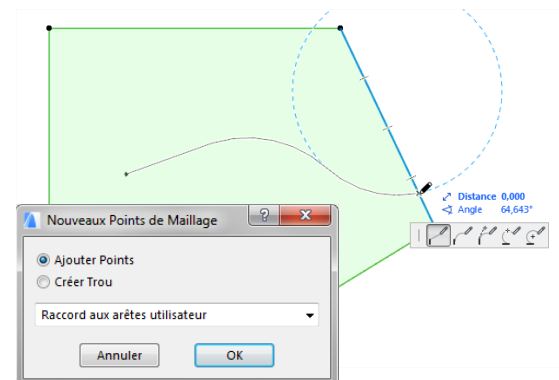 Distance 0,000
Angle 64,643°
Nouveaux Points de Maillage
Ajouter Points
Créer Trou
Raccord aux arêtes utilisateur
Annuler OK